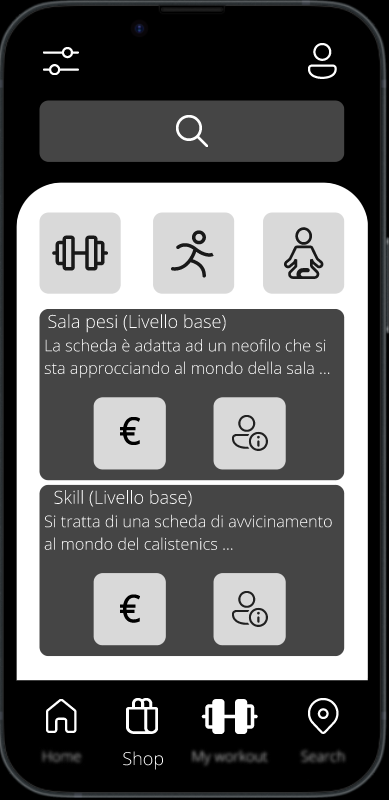 Sala pesi (Livello base)
La scheda è adatta ad un neofilo che si
sta approcciando al mondo della sala ...
€
Skill (Livello base)
Si tratta di una scheda di avvicinamento
al mondo del calistenics ...
€
Home
Shop
My workout
Search